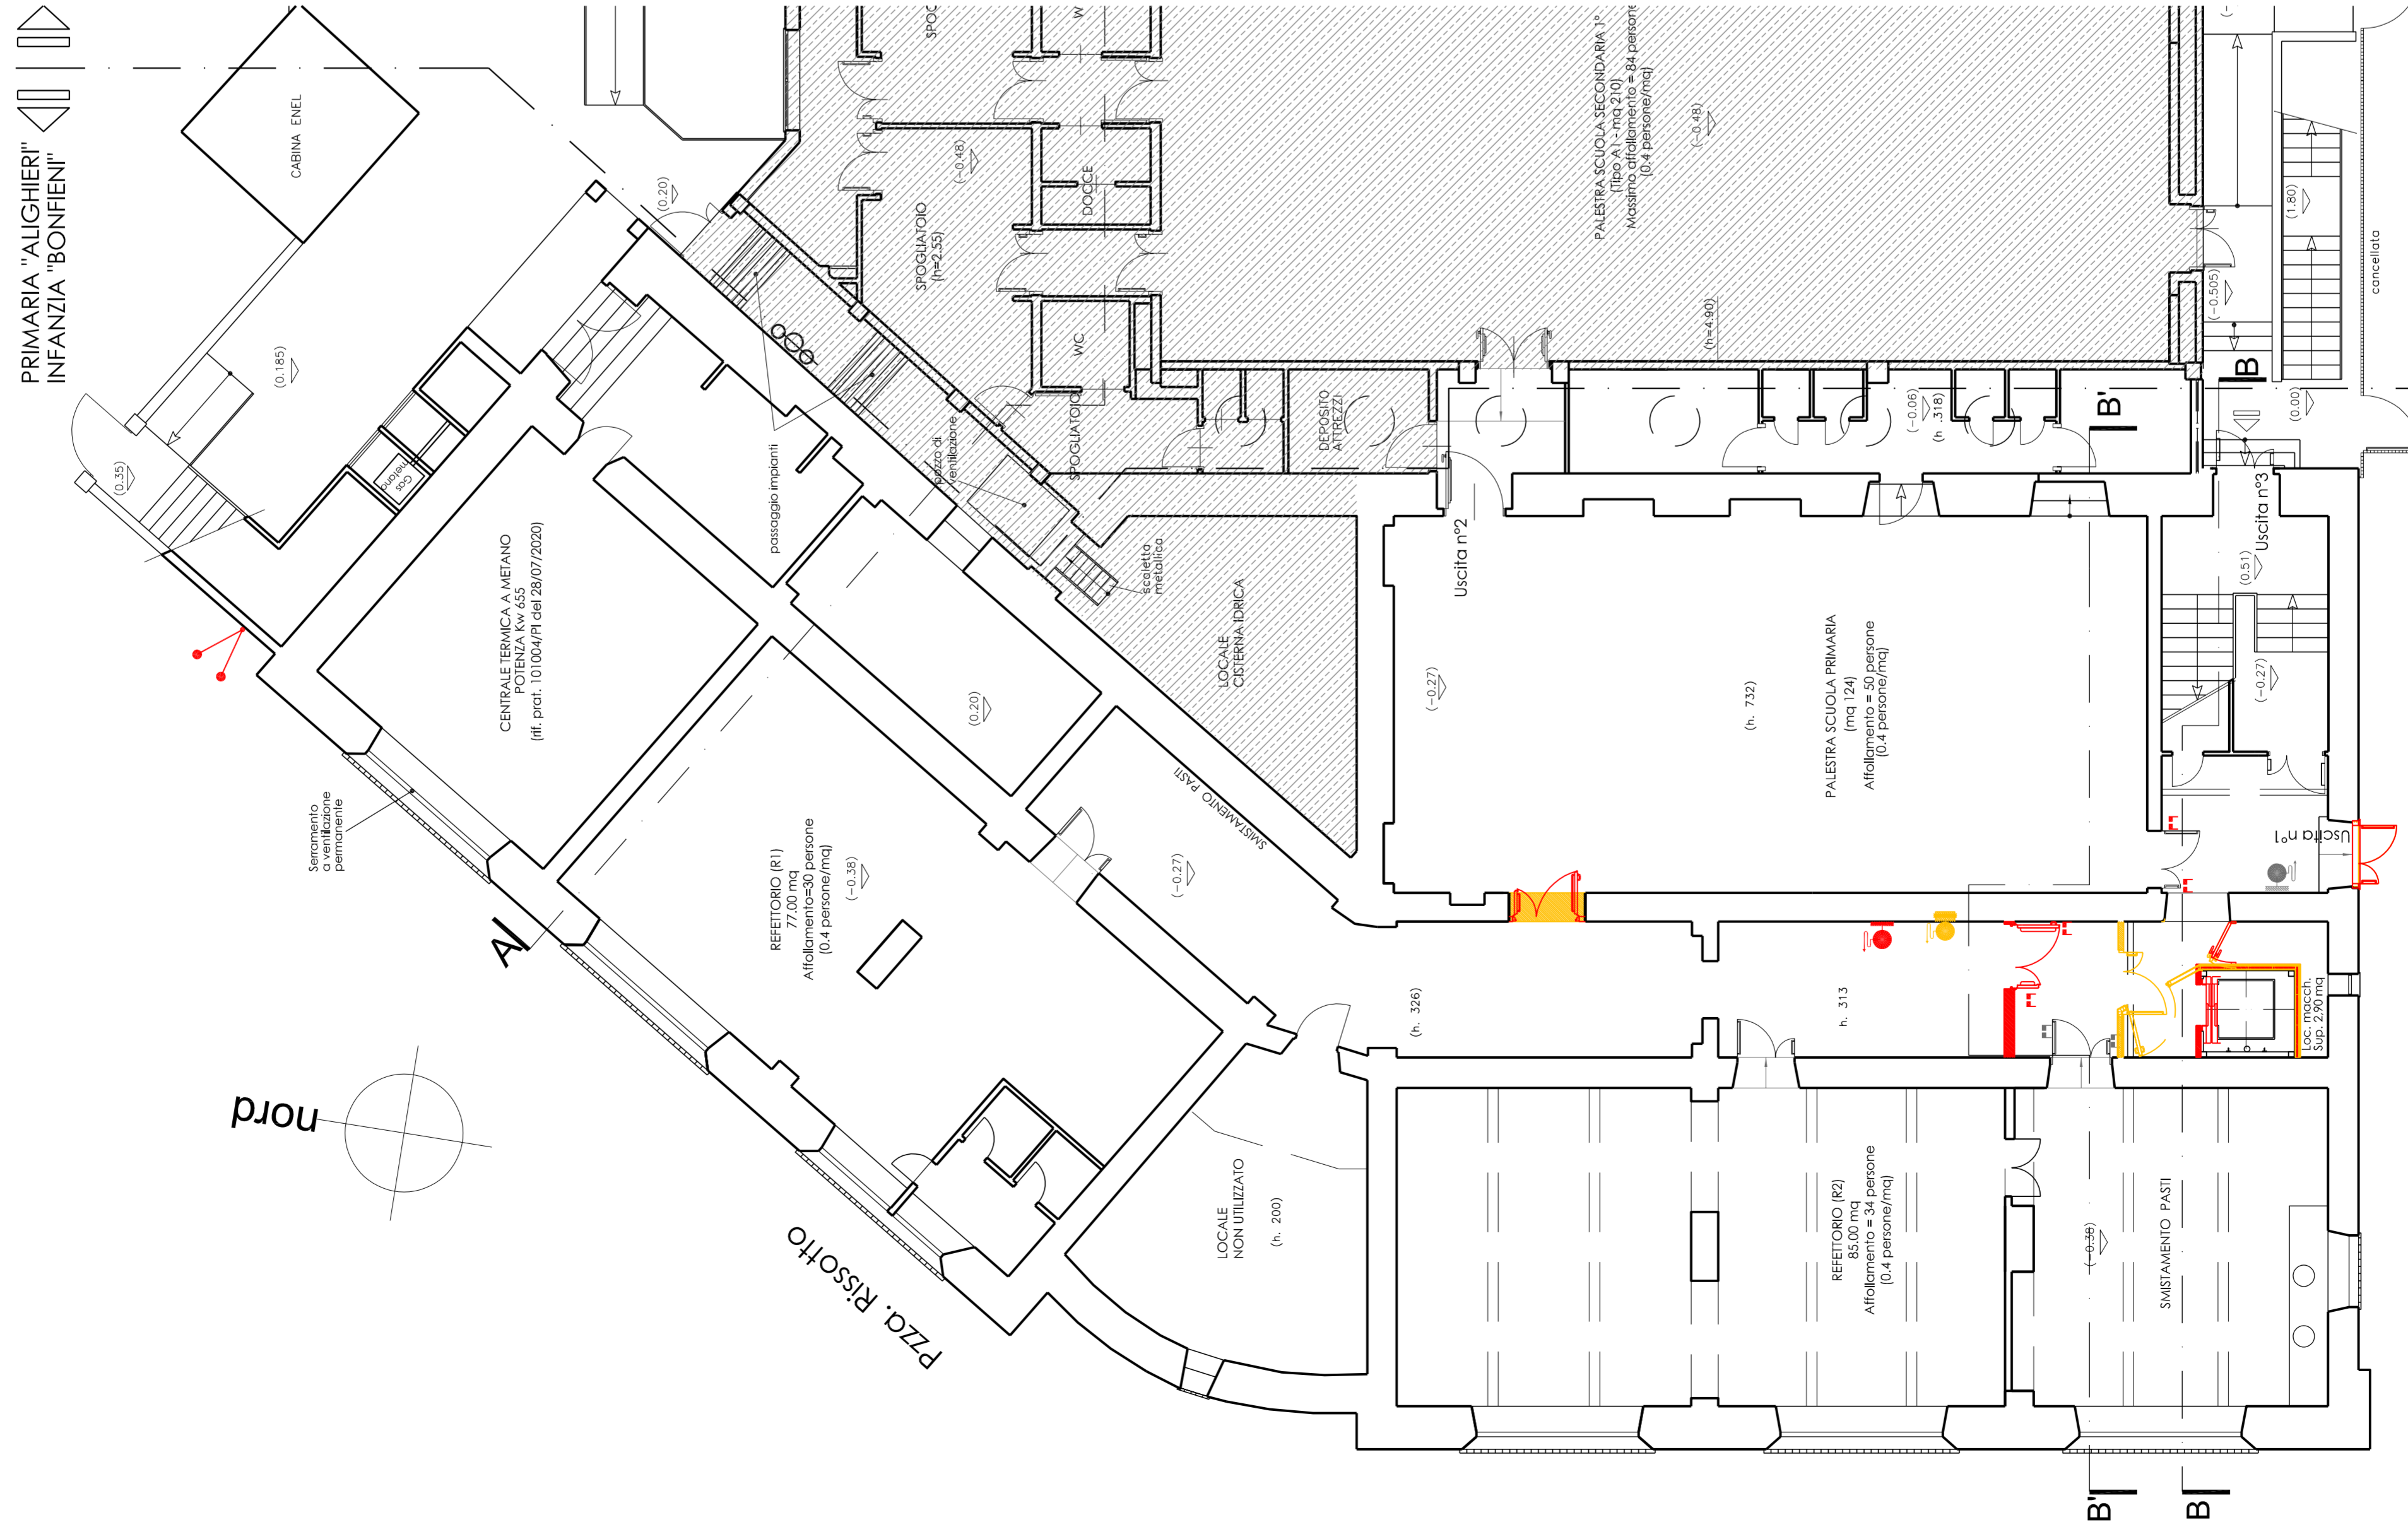 PRIMARIA "ALIGHIERI"
INFANZIA "BONFIENI"
CABINA ENEL
(0.185)
(0.35)
Gas
metano
(0.20)
passaggio impianti
pozzo di
ventilazione
scaletta
metallica
CENTRALE TERMICA A METANO
POTENZA Kw 655
(rif. prat. 101004/PI del 28/07/2020)
Serramento
a ventilazione
permanente
SPOGLIATOIO
(h=2.55)
(-0.48)
DOCCE
WC
SPOGLIATOIO
DEPOSITO
ATTREZZI
PALESTRA SCUOLA SECONDARIA 1°
(Tipo A1 - mq 210)
Massimo affollamento = 84 persone
(0.4 persone/mq)
(-0.48)
(h=4.90)
(-0.06)
(h .318)
B'
B
(-0.505)
(1.80)
(0.00)
cancellata
Uscita n°2
Uscita n°3
(0.51)
(-0.27)
Uscita n°1
LOCALE
CISTERNA IDRICA
(-0.27)
(h. 732)
PALESTRA SCUOLA PRIMARIA
(mq 124)
Affollamento = 50 persone
(0.4 persone/mq)
(0.20)
SMISTAMENTO PASTI
(-0.27)
REFETTORIO (R1)
77.00 mq
Affollamento=30 persone
(0.4 persone/mq)
(-0.38)
A
(h. 326)
h. 313
Loc. macch.
Sup. 2,90 mq
nord
Pzza. Rissotto
LOCALE
NON UTILIZZATO
(h. 200)
REFETTORIO (R2)
85.00 mq
Affollamento = 34 persone
(0.4 persone/mq)
(-0.38)
SMISTAMENTO PASTI
B'
B